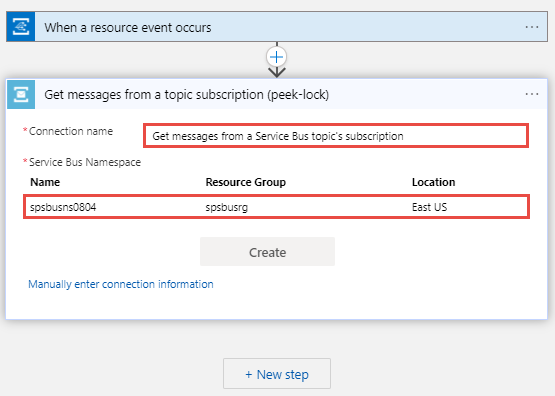 When a resource event occurs ...
Get messages from a topic subscription (peek-lock) ...
*Connection name Get messages from a Service Bus topic's subscription
*Service Bus Namespace
Name Resource Group Location
spsbusns0804 spsbusrg East US
Create
Manually enter connection information
+ New step